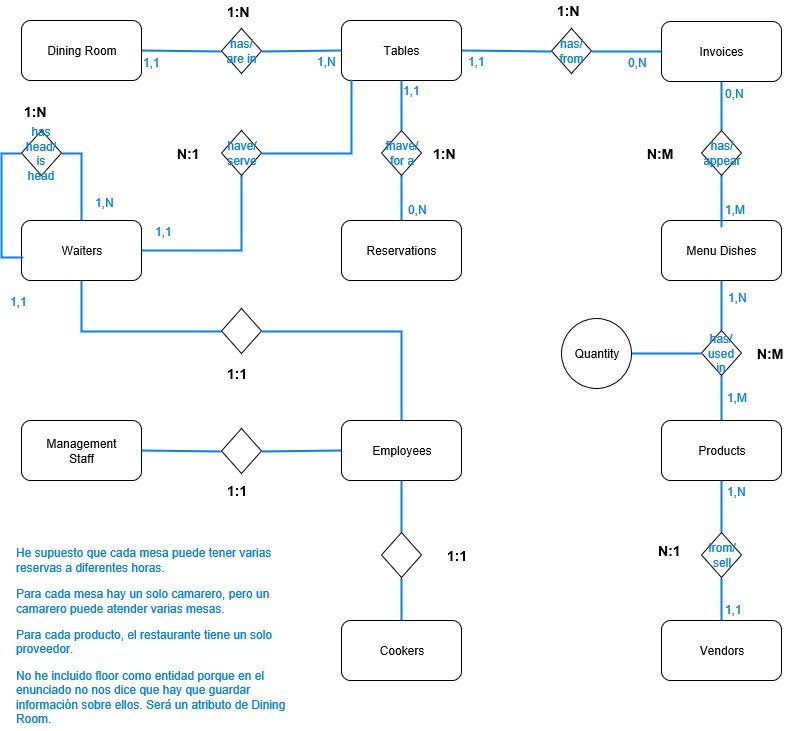 1:N
1:N
Dining Room
has/
are in
Tables
has/
from
Invoices
1,1
1,N
1,1
0,N
1:N
has
head/
is
head
N:1
have/
serve
1,1
fhave/
for a
1:N
0,N
N:M
has/
appear
1,N
1,1
0,N
1,M
Waiters
Reservations
Menu Dishes
1,1
1,N
Quantity
has/
used
in
N:M
1:1
1,M
Management
Staff
Employees
Products
1:1
1,N
1:1
N:1
from/
sell
1,1
Cookers
Vendors
He supuesto que cada mesa puede tener varias
reservas a diferentes horas.
Para cada mesa hay un solo camarero, pero un
camarero puede atender varias mesas.
Para cada producto, el restaurante tiene un solo
proveedor.
No he incluido floor como entidad porque en el
enunciado no nos dice que hay que guardar
información sobre ellos. Será un atributo de Dining
Room.